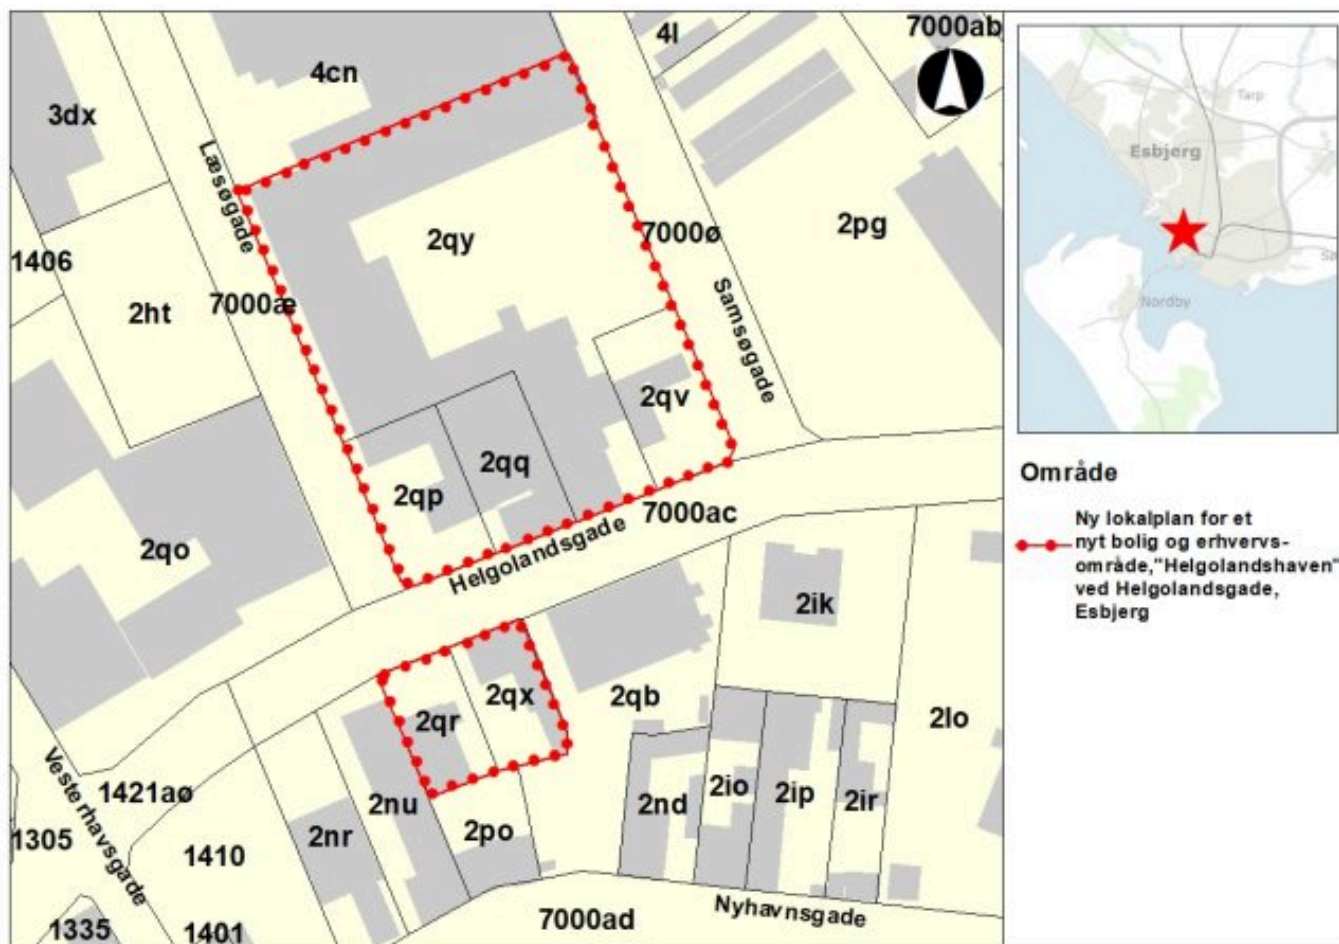 4l
7000ab
4cn
3dx
Læsøgade
2qy
7000ø
2pg
1406
2ht
7000æ
Samsøgade
2qv
2qq
2qp
7000ac
2qo
Helgolandsgade
2ik
2qr
2qx
2qb
2lo
Vesterhavsgade
1421aø
2nu
2nd
2io
2ip
2ir
1305
1410
2nr
2po
1335
1401
7000ad
Nyhavnsgade
Tarp
Esbjerg
Nordby
Område
Ny lokalplan for et
nyt bolig og erhvervs-
område,"Helgolandshaven"
ved Helgolandsgade,
Esbjerg